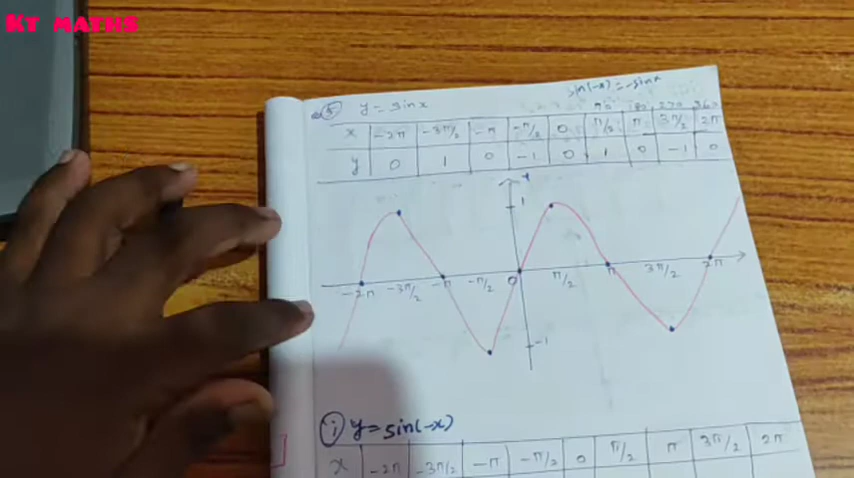 KT MATHS
sin(-x) = -sinx
⑤ y = sinx
90 180 270 360
x -2π -3π/2 -π -π/2 0 π/2 π 3π/2 2π
y 0 1 0 -1 0 1 0 -1 0
1
-2π -3π/2 -π -π/2 0 π/2 π 3π/2 2π
-1
ⓘ y = sin(-x)
x -2π -3π/2 -π -π/2 0 π/2 π 3π/2 2π